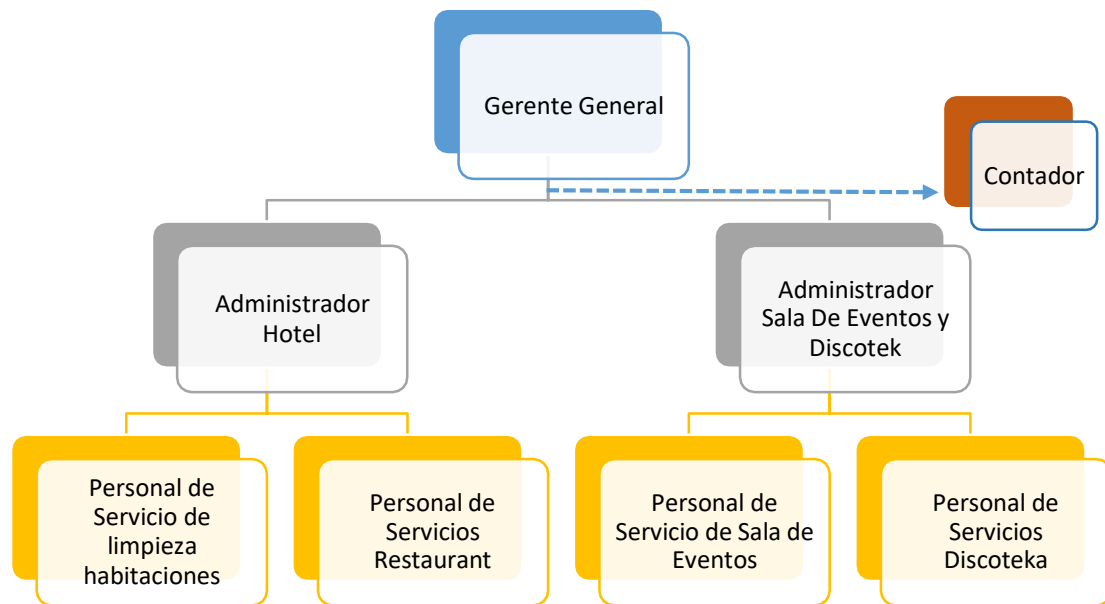 Gerente General
Contador
Administrador
Hotel
Administrador
Sala De Eventos y
Discotek
Personal de
Servicio de
limpieza
habitaciones
Personal de
Servicios
Restaurant
Personal de
Servicio de Sala de
Eventos
Personal de
Servicios
Discoteka